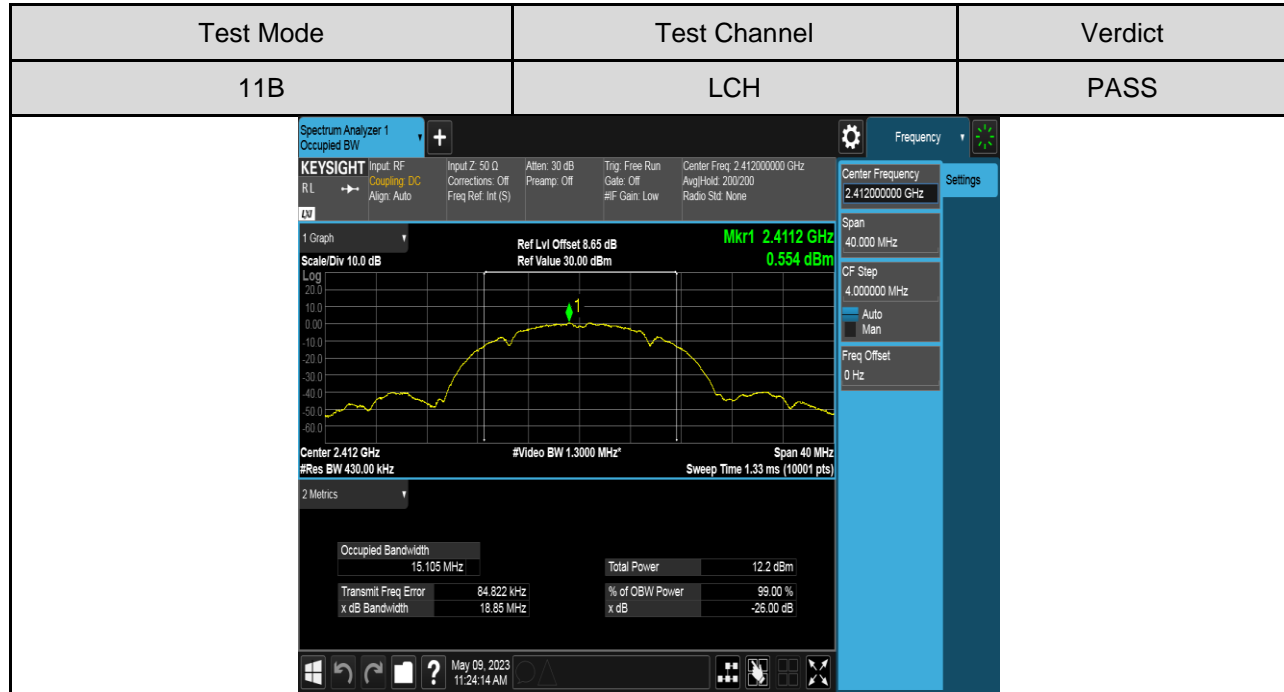 Test Mode Test Channel Verdict
11B LCH PASS
Spectrum Analyzer 1
Occupied BW
+
Frequency
KEYSIGHT Input: RF Input Z: 50 Ω Atten: 30 dB Trig: Free Run Center Freq: 2.412000000 GHz
RL Coupling: DC Corrections: Off Preamp: Off Gate: Off Avg|Hold: 200/200
Align: Auto Freq Ref: Int (S) #IF Gain: Low Radio Std: None
LXI
Center Frequency
2.412000000 GHz
Settings
Span
40.000 MHz
CF Step
4.000000 MHz
Auto
Man
Freq Offset
0 Hz
1 Graph Ref Lvl Offset 8.65 dB Mkr1 2.4112 GHz
Scale/Div 10.0 dB Ref Value 30.00 dBm 0.554 dBm
Log
20.0
10.0
0.00
-10.0
-20.0
-30.0
-40.0
-50.0
-60.0
1
Center 2.412 GHz #Video BW 1.3000 MHz* Span 40 MHz
#Res BW 430.00 kHz Sweep Time 1.33 ms (10001 pts)
2 Metrics
Occupied Bandwidth
15.105 MHz Total Power 12.2 dBm
Transmit Freq Error 84.822 kHz % of OBW Power 99.00 %
x dB Bandwidth 18.85 MHz x dB -26.00 dB
? May 09, 2023
11:24:14 AM